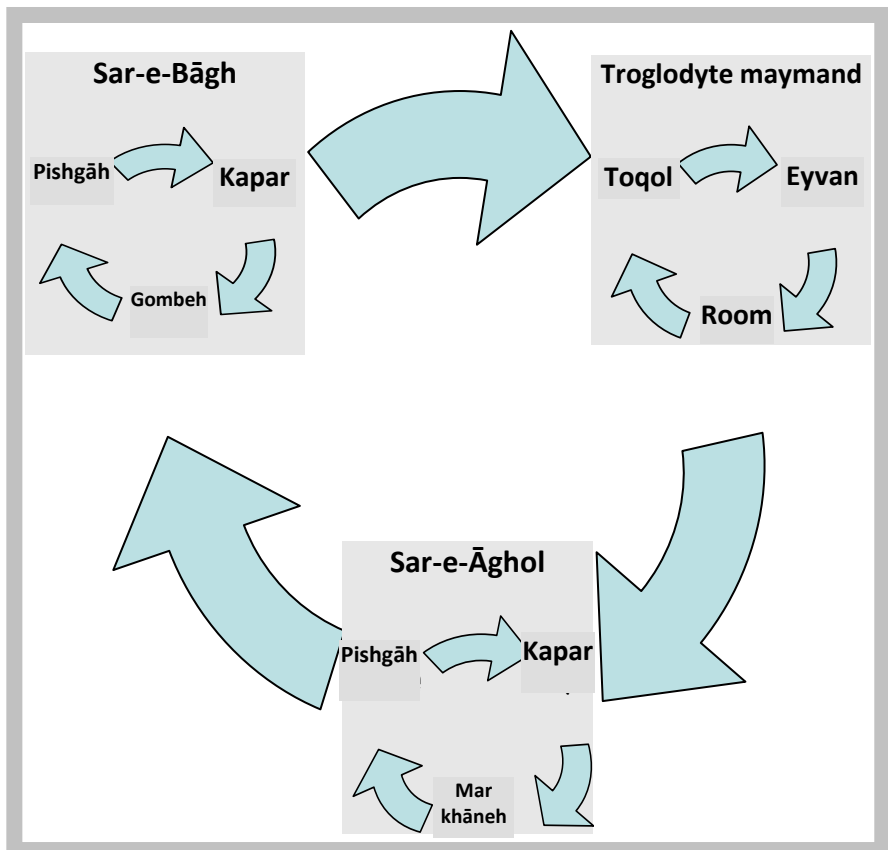 Sar-e-Bāgh
Pishgāh
Kapar
Gombeh
Troglodyte maymand
Toqol
Eyvan
Room
Sar-e-Āghol
Pishgāh
Kapar
Mar
khāneh